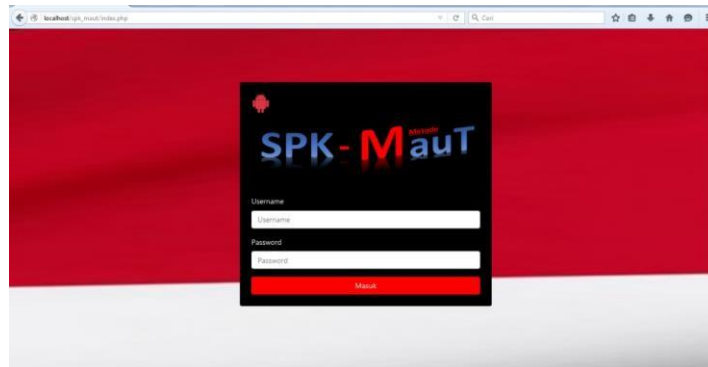 localhost/spk_maut/index.php
Cari
Metode
SPK-MauT
Username
Username
Password
Password
Masuk